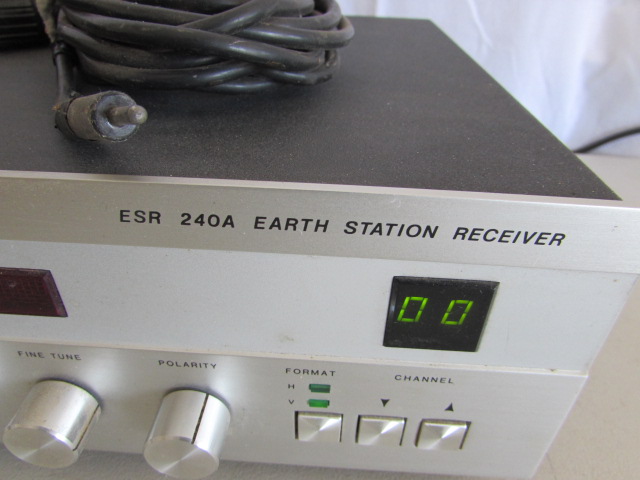 ESR 240A EARTH STATION RECEIVER
00
FINE TUNE
POLARITY
FORMAT
H
V
CHANNEL